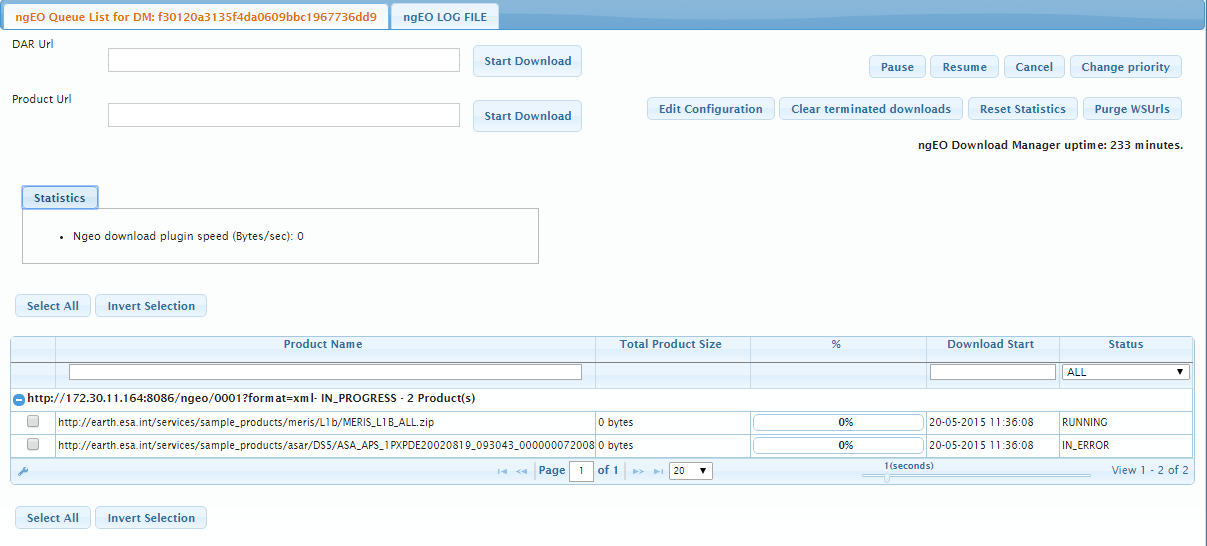 ngEO Queue List for DM: f30120a3135f4da0609bbc1967736dd9 ngEO LOG FILE
DAR Url
Start Download
Pause Resume Cancel Change priority
Product Url
Start Download
Edit Configuration Clear terminated downloads Reset Statistics Purge WSUrls
ngEO Download Manager uptime: 233 minutes.
Statistics
• Ngeo download plugin speed (Bytes/sec): 0
Select All Invert Selection
Product Name Total Product Size % Download Start Status
ALL
http://172.30.11.164:8086/ngeo/0001?format=xml- IN_PROGRESS - 2 Product(s)
http://earth.esa.int/services/sample_products/meris/L1b/MERIS_L1B_ALL.zip 0 bytes 0% 20-05-2015 11:36:08 RUNNING
http://earth.esa.int/services/sample_products/asar/DS5/ASA_APS_1PXPDE20020819_093043_000000072008 0 bytes 0% 20-05-2015 11:36:08 IN_ERROR
Page 1 of 1 20 1(seconds) View 1 - 2 of 2
Select All Invert Selection